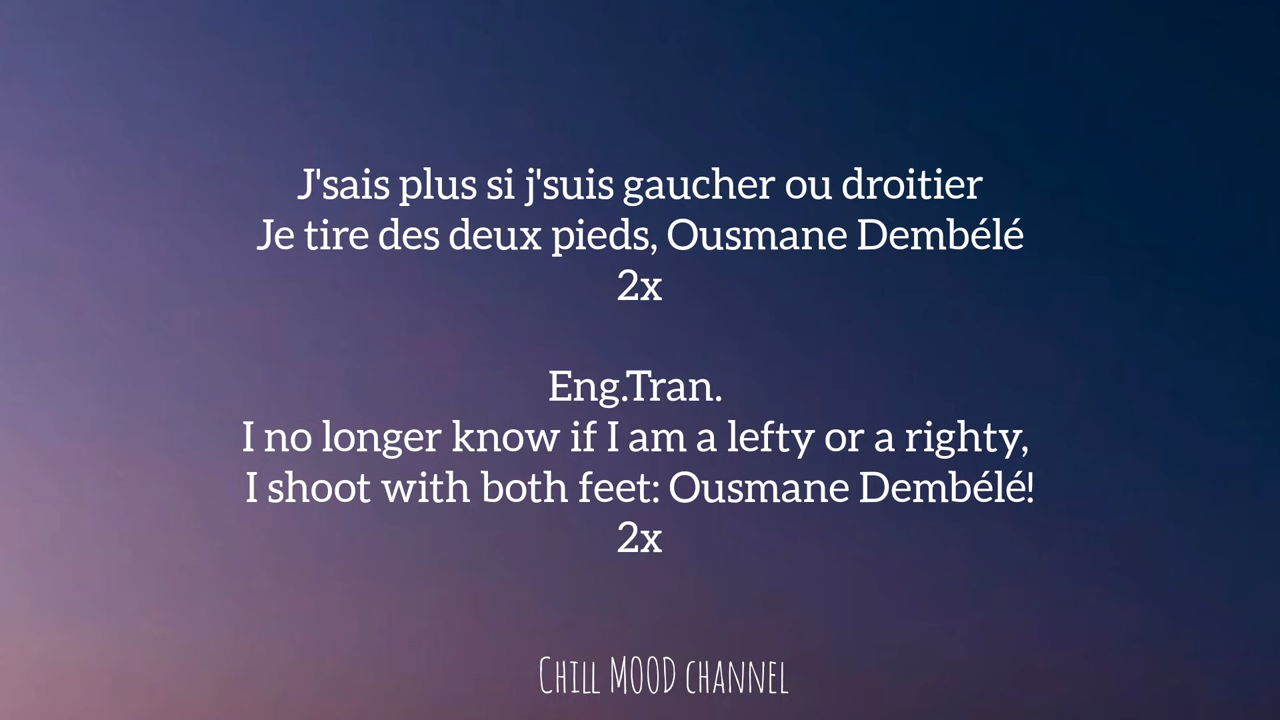 J'sais plus si j'suis gaucher ou droitier
Je tire des deux pieds, Ousmane Dembélé
2x
Eng.Tran.
I no longer know if I am a lefty or a righty,
I shoot with both feet: Ousmane Dembélé!
2x
Chill MOOD channel